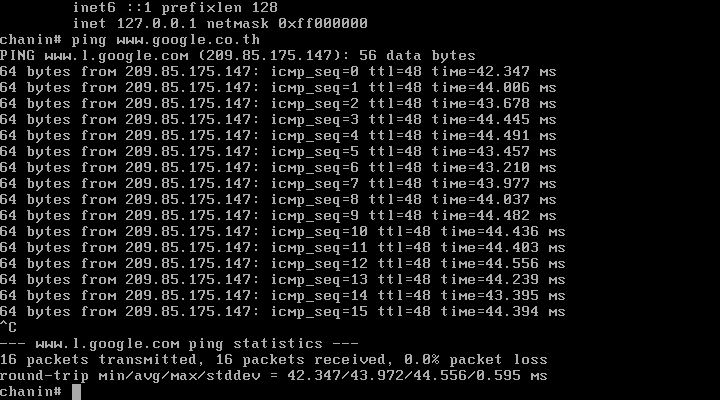 inet6 ::1 prefixlen 128
inet 127.0.0.1 netmask 0xff000000
chanin# ping www.google.co.th
PING www.l.google.com (209.85.175.147): 56 data bytes
64 bytes from 209.85.175.147: icmp_seq=0 ttl=48 time=42.347 ms
64 bytes from 209.85.175.147: icmp_seq=1 ttl=48 time=44.006 ms
64 bytes from 209.85.175.147: icmp_seq=2 ttl=48 time=43.678 ms
64 bytes from 209.85.175.147: icmp_seq=3 ttl=48 time=44.445 ms
64 bytes from 209.85.175.147: icmp_seq=4 ttl=48 time=44.491 ms
64 bytes from 209.85.175.147: icmp_seq=5 ttl=48 time=43.457 ms
64 bytes from 209.85.175.147: icmp_seq=6 ttl=48 time=43.210 ms
64 bytes from 209.85.175.147: icmp_seq=7 ttl=48 time=43.977 ms
64 bytes from 209.85.175.147: icmp_seq=8 ttl=48 time=44.037 ms
64 bytes from 209.85.175.147: icmp_seq=9 ttl=48 time=44.482 ms
64 bytes from 209.85.175.147: icmp_seq=10 ttl=48 time=44.436 ms
64 bytes from 209.85.175.147: icmp_seq=11 ttl=48 time=44.403 ms
64 bytes from 209.85.175.147: icmp_seq=12 ttl=48 time=44.556 ms
64 bytes from 209.85.175.147: icmp_seq=13 ttl=48 time=44.239 ms
64 bytes from 209.85.175.147: icmp_seq=14 ttl=48 time=43.395 ms
64 bytes from 209.85.175.147: icmp_seq=15 ttl=48 time=44.394 ms
^C
--- www.l.google.com ping statistics ---
16 packets transmitted, 16 packets received, 0.0% packet loss
round-trip min/avg/max/stddev = 42.347/43.972/44.556/0.595 ms
chanin#